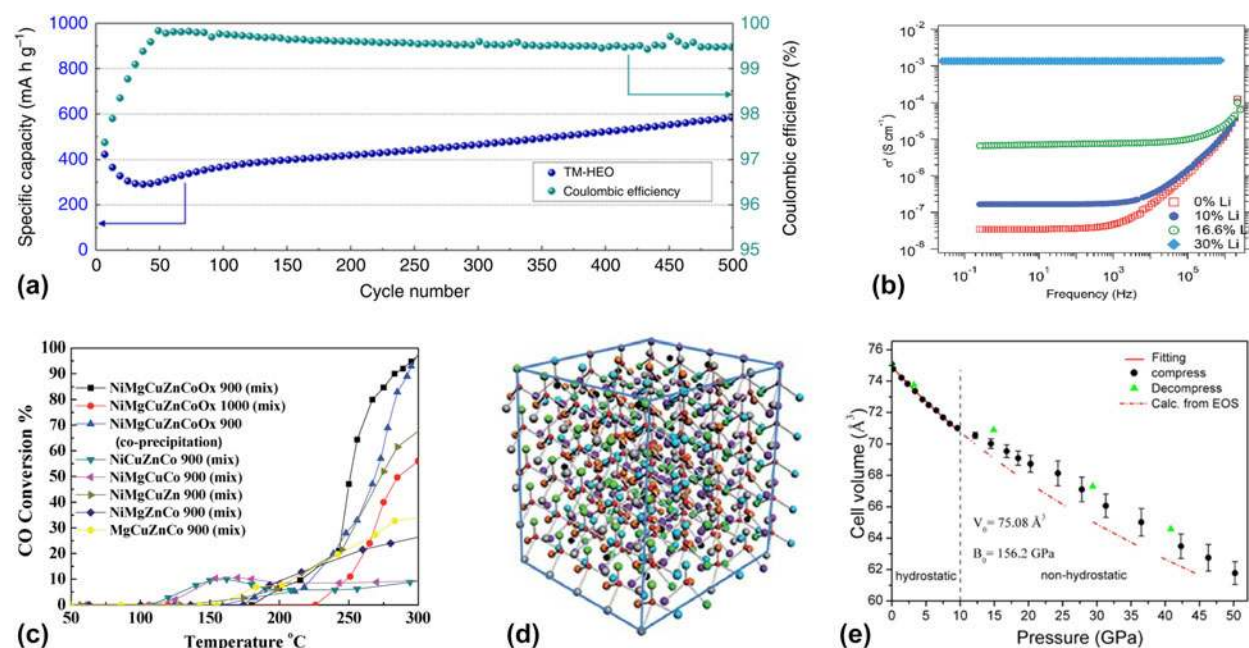 1000
800
600
400
200
0
Specific capacity (mA h g⁻¹)
0 50 100 150 200 250 300 350 400 450 500
Cycle number
TM-HEO
Coulombic efficiency
100
99
98
97
96
95
Coulombic efficiency (%)
(a)
10⁻²
10⁻³
10⁻⁴
10⁻⁵
10⁻⁶
10⁻⁷
10⁻⁸
σ' (S cm⁻¹)
0% Li
10% Li
16.6% L
30% Li
10⁻¹ 10¹ 10³ 10⁵
Frequency (Hz)
(b)
100
90
80
70
60
50
40
30
20
10
0
CO Conversion %
NiMgCuZnCoOx 900 (mix)
NiMgCuZnCoOx 1000 (mix)
NiMgCuZnCoOx 900
(co-precipitation)
NiCuZnCo 900 (mix)
NiMgCuCo 900 (mix)
NiMgCuZn 900 (mix)
NiMgZnCo 900 (mix)
MgCuZnCo 900 (mix)
50 100 150 200 250 300
Temperature °C
(c)
(d)
76
74
72
70
68
66
64
62
60
Cell volume (Å³)
Fitting
compress
Decompress
Calc. from EOS
V₀= 75.08 Å³
B₀= 156.2 GPa
hydrostatic
non-hydrostatic
0 5 10 15 20 25 30 35 40 45 50
Pressure (GPa)
(e)